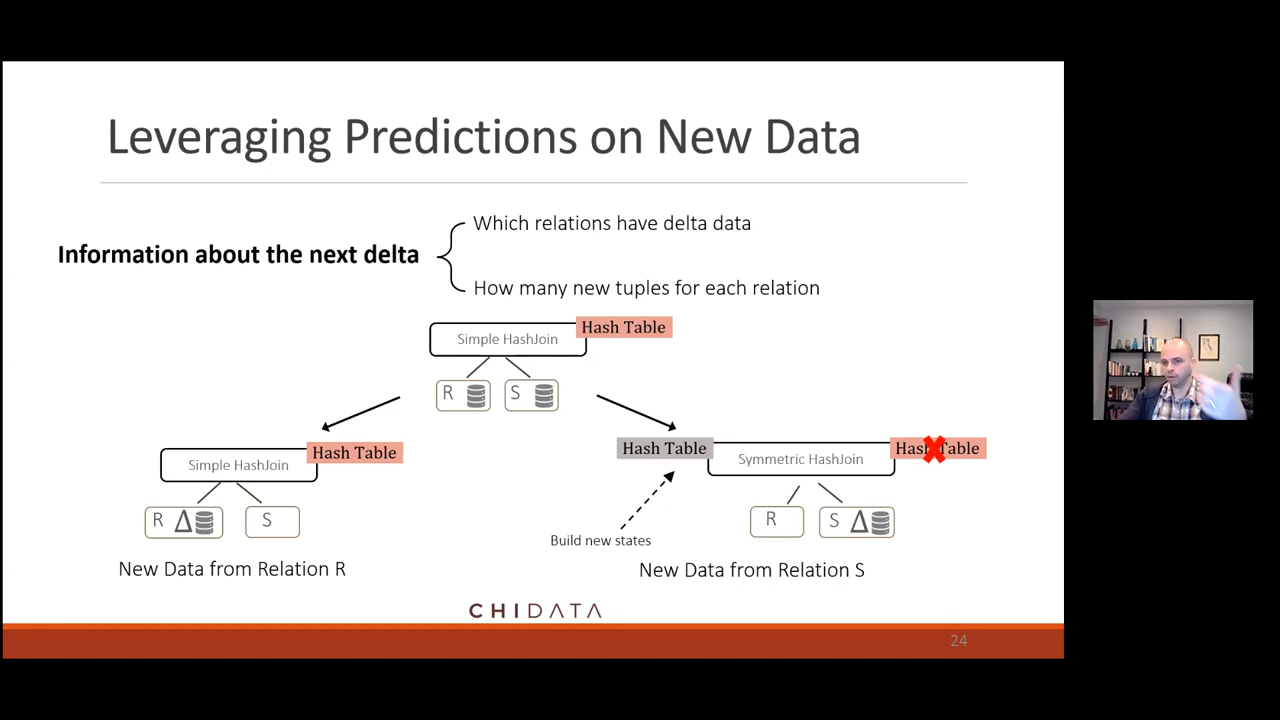 Leveraging Predictions on New Data
Which relations have delta data
Information about the next delta
How many new tuples for each relation
Simple HashJoin
Hash Table
R
S
Simple HashJoin
Hash Table
R Δ
S
New Data from Relation R
Hash Table
Symmetric HashJoin
Hash Table
R
S Δ
Build new states
New Data from Relation S
CHIDATA
24